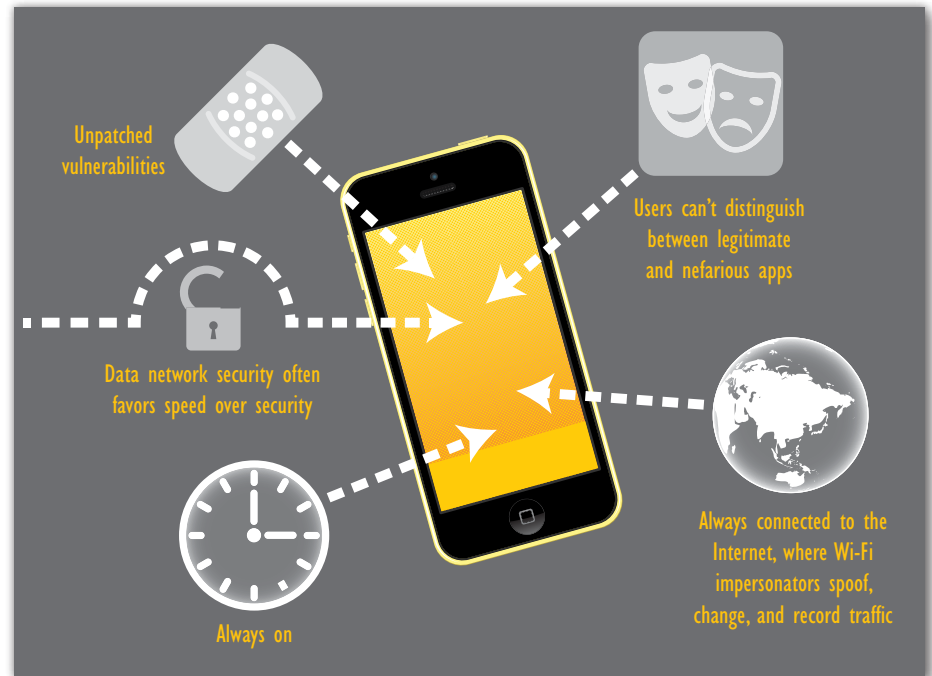 Unpatched
vulnerabilities
Users can't distinguish
between legitimate
and nefarious apps
Data network security often
favors speed over security
Always connected to the
Internet, where Wi-Fi
impersonators spoof,
change, and record traffic
Always on